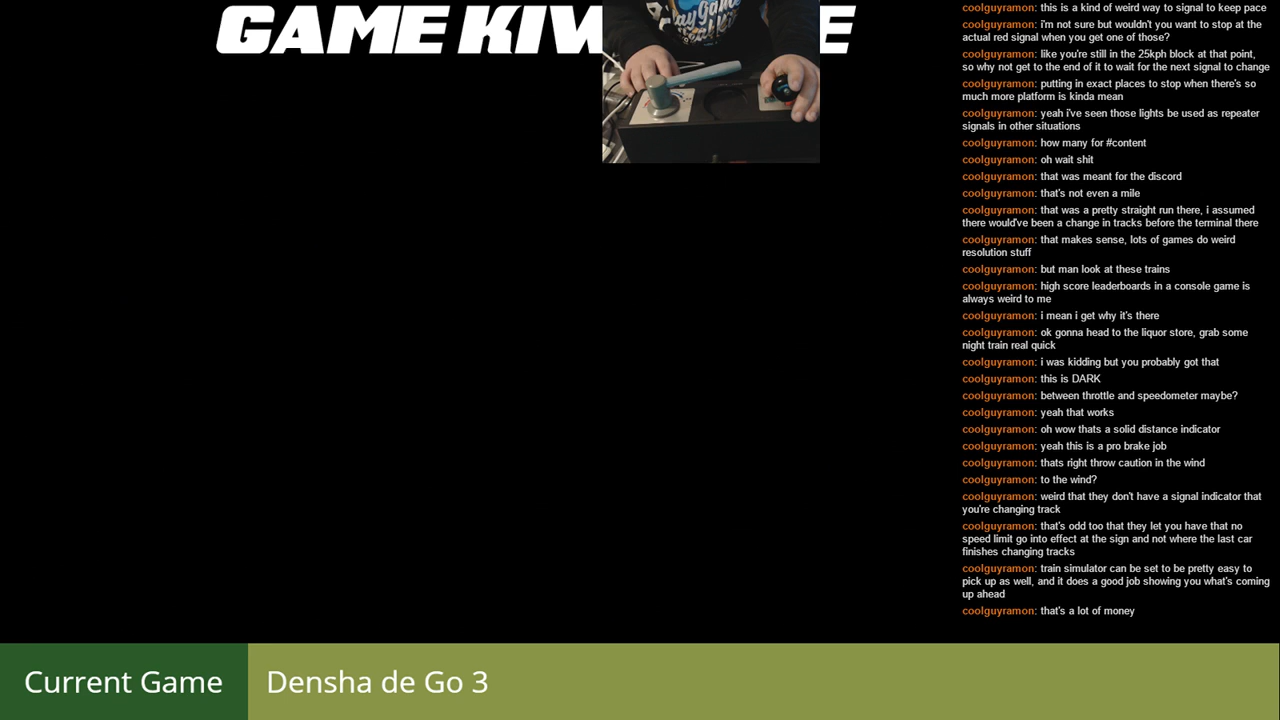 GAME KIW
E
coolguyramon: this is a kind of weird way to signal to keep pace
coolguyramon: i'm not sure but wouldn't you want to stop at the
actual red signal when you get one of those?
coolguyramon: like you're still in the 25kph block at that point,
so why not get to the end of it to wait for the next signal to change
coolguyramon: putting in exact places to stop when there's so
much more platform is kinda mean
coolguyramon: yeah i've seen those lights be used as repeater
signals in other situations
coolguyramon: how many for #content
coolguyramon: oh wait shit
coolguyramon: that was meant for the discord
coolguyramon: that's not even a mile
coolguyramon: that was a pretty straight run there, i assumed
there would've been a change in tracks before the terminal there
coolguyramon: that makes sense, lots of games do weird
resolution stuff
coolguyramon: but man look at these trains
coolguyramon: high score leaderboards in a console game is
always weird to me
coolguyramon: i mean i get why it's there
coolguyramon: ok gonna head to the liquor store, grab some
night train real quick
coolguyramon: i was kidding but you probably got that
coolguyramon: this is DARK
coolguyramon: between throttle and speedometer maybe?
coolguyramon: yeah that works
coolguyramon: oh wow thats a solid distance indicator
coolguyramon: yeah this is a pro brake job
coolguyramon: thats right throw caution in the wind
coolguyramon: to the wind?
coolguyramon: weird that they don't have a signal indicator that
you're changing track
coolguyramon: that's odd too that they let you have that no
speed limit go into effect at the sign and not where the last car
finishes changing tracks
coolguyramon: train simulator can be set to be pretty easy to
pick up as well, and it does a good job showing you what's coming
up ahead
coolguyramon: that's a lot of money
Current Game
Densha de Go 3